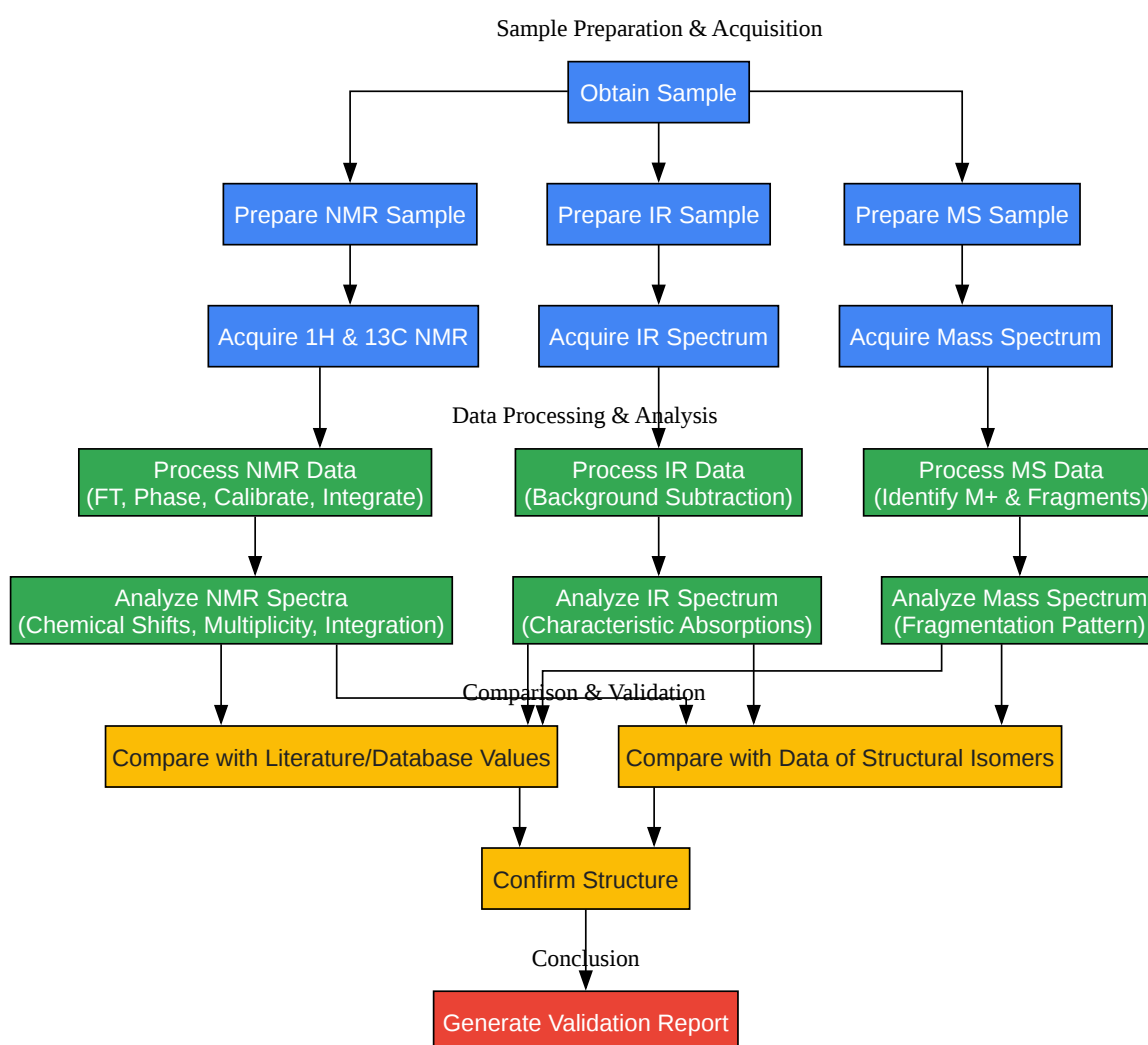 Sample Preparation & Acquisition
Obtain Sample
Prepare NMR Sample
Prepare IR Sample
Prepare MS Sample
Acquire 1H & 13C NMR
Acquire IR Spectrum
Acquire Mass Spectrum
Data Processing & Analysis
Process NMR Data
(FT, Phase, Calibrate, Integrate)
Process IR Data
(Background Subtraction)
Process MS Data
(Identify M+ & Fragments)
Analyze NMR Spectra
(Chemical Shifts, Multiplicity, Integration)
Analyze IR Spectrum
(Characteristic Absorptions)
Analyze Mass Spectrum
(Fragmentation Pattern)
Comparison & Validation
Compare with Literature/Database Values
Compare with Data of Structural Isomers
Confirm Structure
Conclusion
Generate Validation Report